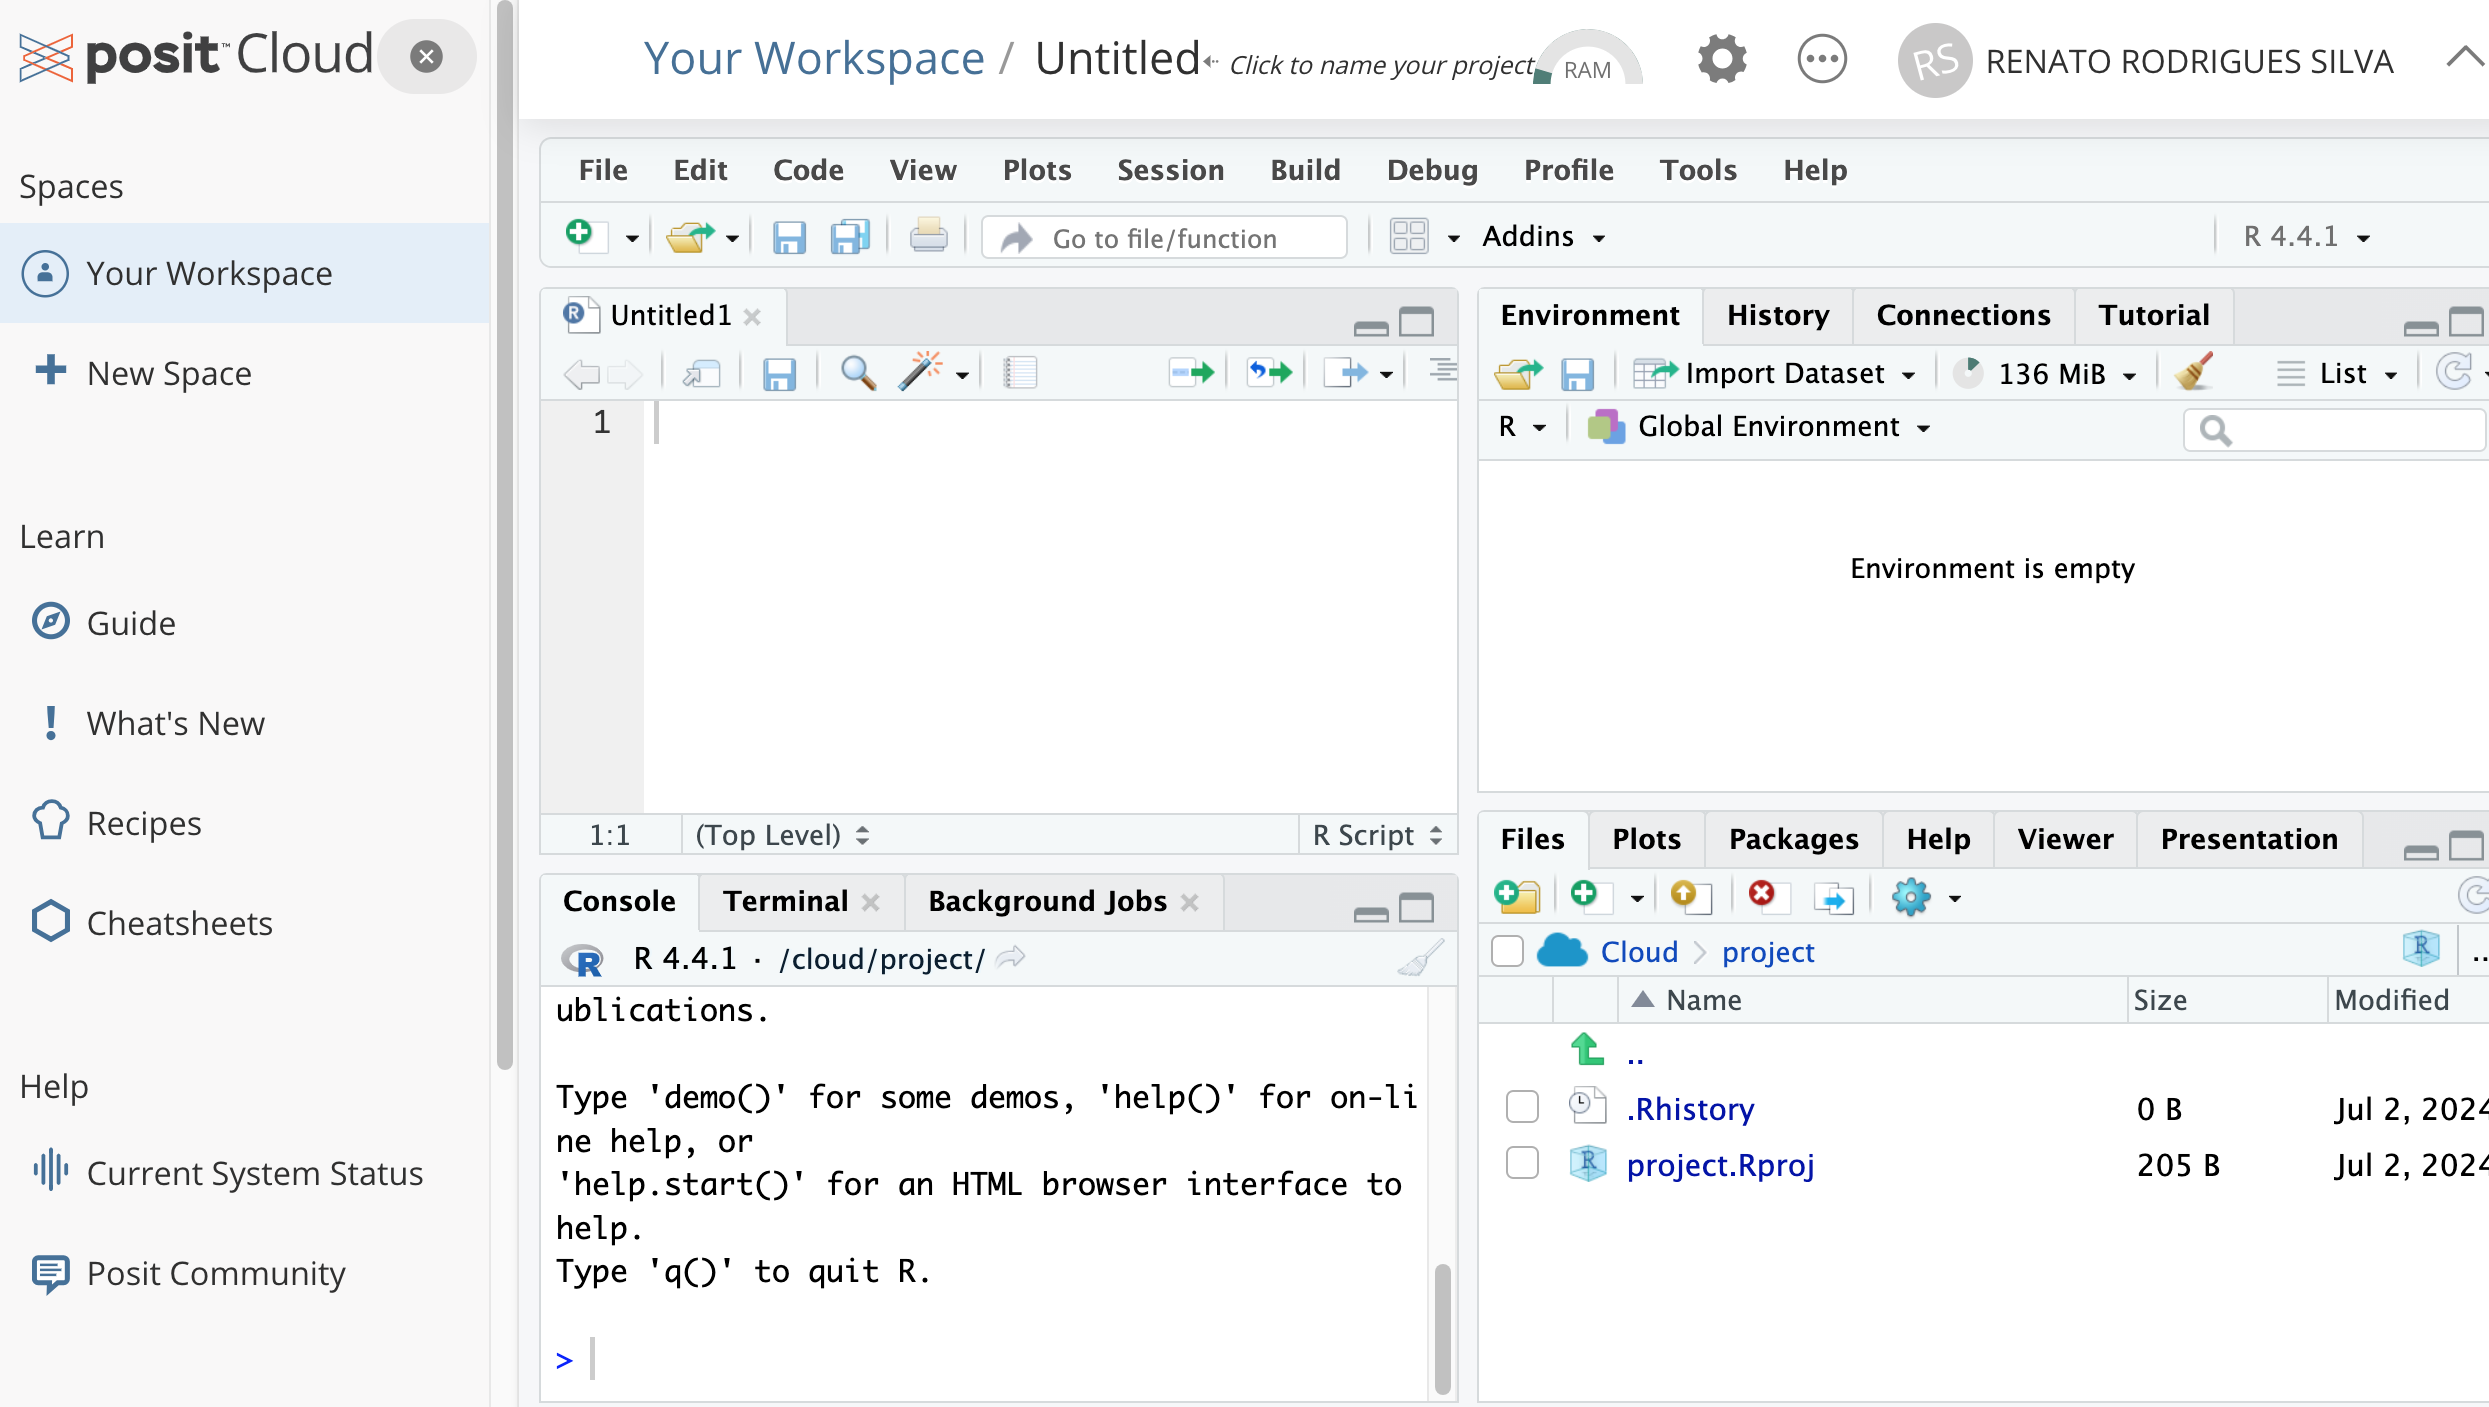 posit™ Cloud
Your Workspace / Untitled Click to name your project
RAM
RS RENATO RODRIGUES SILVA
Spaces
Your Workspace
New Space
Learn
Guide
What's New
Recipes
Cheatsheets
Help
Current System Status
Posit Community
File Edit Code View Plots Session Build Debug Profile Tools Help
Go to file/function
Addins
R 4.4.1
Untitled1
1
1:1 (Top Level) R Script
Console Terminal Background Jobs
R 4.4.1 · /cloud/project/
ublications.
Type 'demo()' for some demos, 'help()' for on-li
ne help, or
'help.start()' for an HTML browser interface to
help.
Type 'q()' to quit R.
>
Environment History Connections Tutorial
Import Dataset 136 MiB List
R Global Environment
Environment is empty
Files Plots Packages Help Viewer Presentation
Cloud project
Name Size Modified
..
.Rhistory 0 B Jul 2, 2024
project.Rproj 205 B Jul 2, 2024